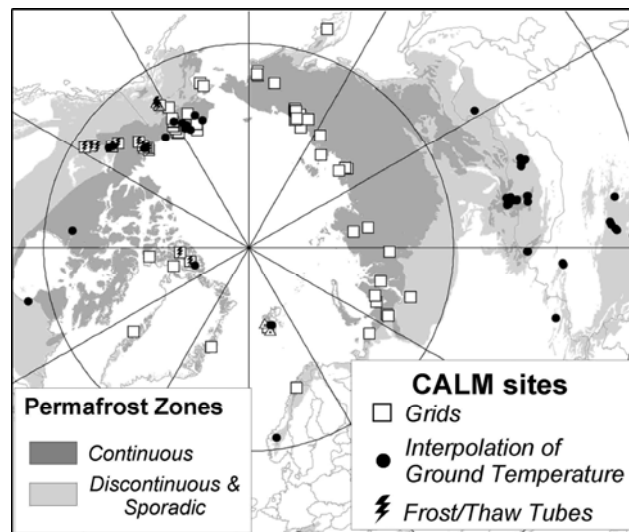 Permafrost Zones
Continuous
Discontinuous &
Sporadic
CALM sites
Grids
Interpolation of
Ground Temperature
Frost/Thaw Tubes